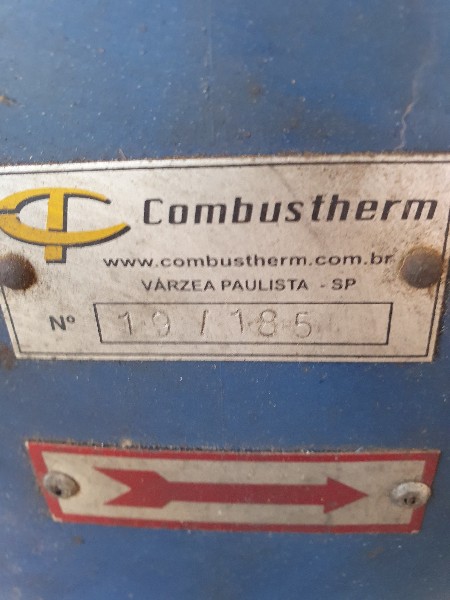 Combustherm
www.combustherm.com.br
VÁRZEA PAULISTA - SP
Nº 19 / 185